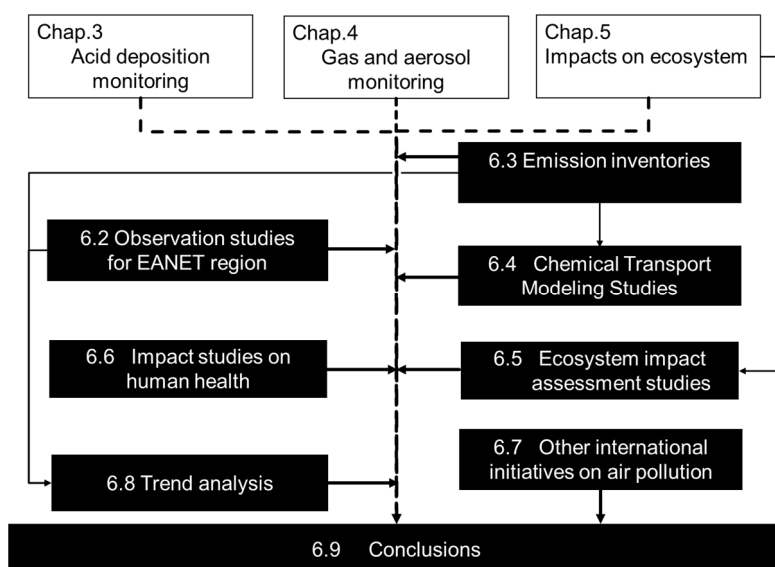 Chap.3
Acid deposition
monitoring
Chap.4
Gas and aerosol
monitoring
Chap.5
Impacts on ecosystem
6.3 Emission inventories
6.2 Observation studies
for EANET region
6.4 Chemical Transport
Modeling Studies
6.6 Impact studies on
human health
6.5 Ecosystem impact
assessment studies
6.7 Other international
initiatives on air pollution
6.8 Trend analysis
6.9 Conclusions